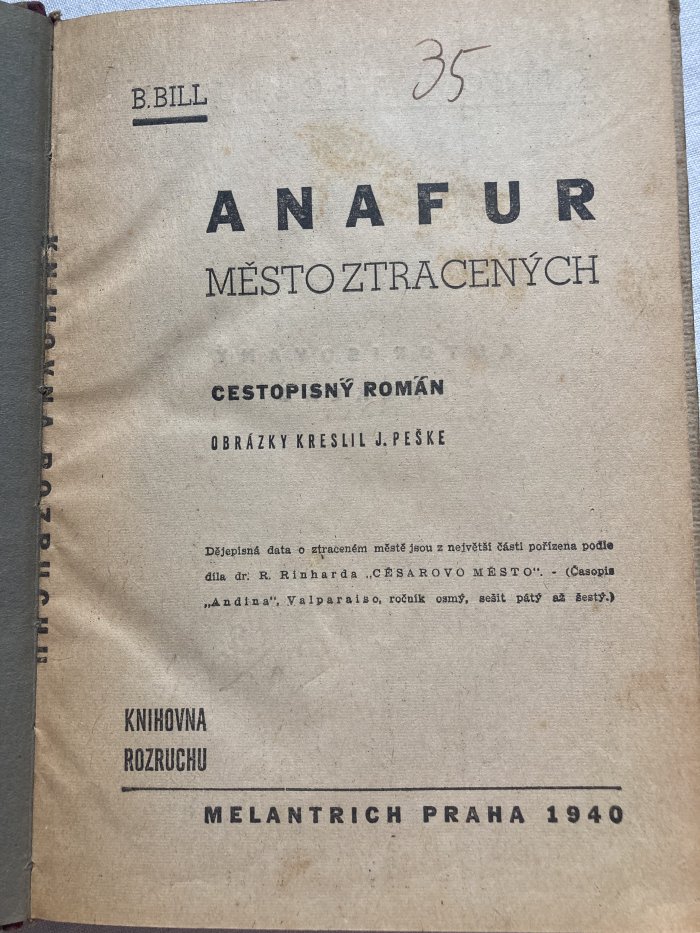 35
B.BILL
ANAFUR
MĚSTO ZTRACENÝCH
CESTOPISNÝ ROMÁN
OBRÁZKY KRESLIL J. PEŠKE
Dějepisná data o ztraceném městě jsou z největší části pořízena podle
díla dr. R. Rinharda „CÉSAROVO MĚSTO“. - (Časopis
„Andina“, Valparaiso, ročník osmý, sešit pátý až šestý.)
KNIHOVNA
ROZRUCHU
MELANTRICH PRAHA 1940
KNIHOVNA ROZRUCHU